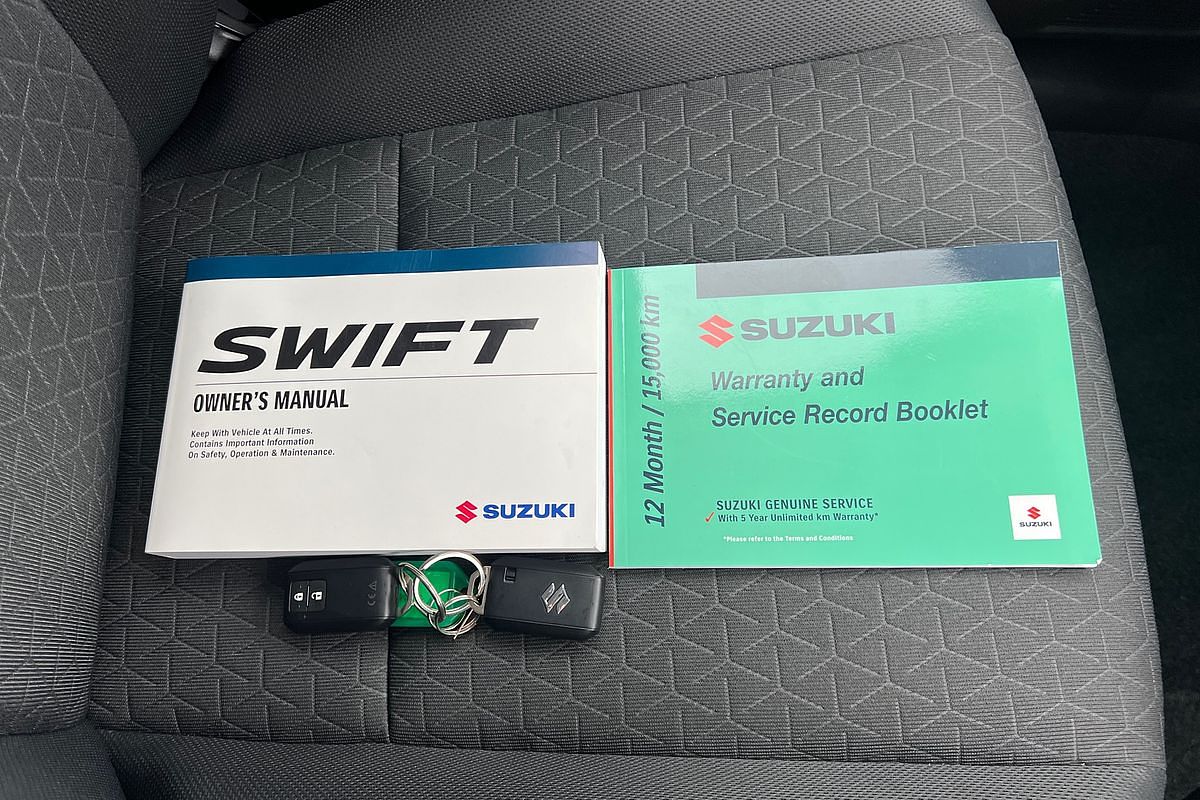 SWIFT
OWNER'S MANUAL
Keep With Vehicle At All Times.
Contains Important Information
On Safety, Operation & Maintenance.
SUZUKI
12 Month / 15,000 km
SUZUKI
Warranty and
Service Record Booklet
SUZUKI GENUINE SERVICE
✓ With 5 Year Unlimited km Warranty*
*Please refer to the Terms and Conditions
SUZUKI
CE